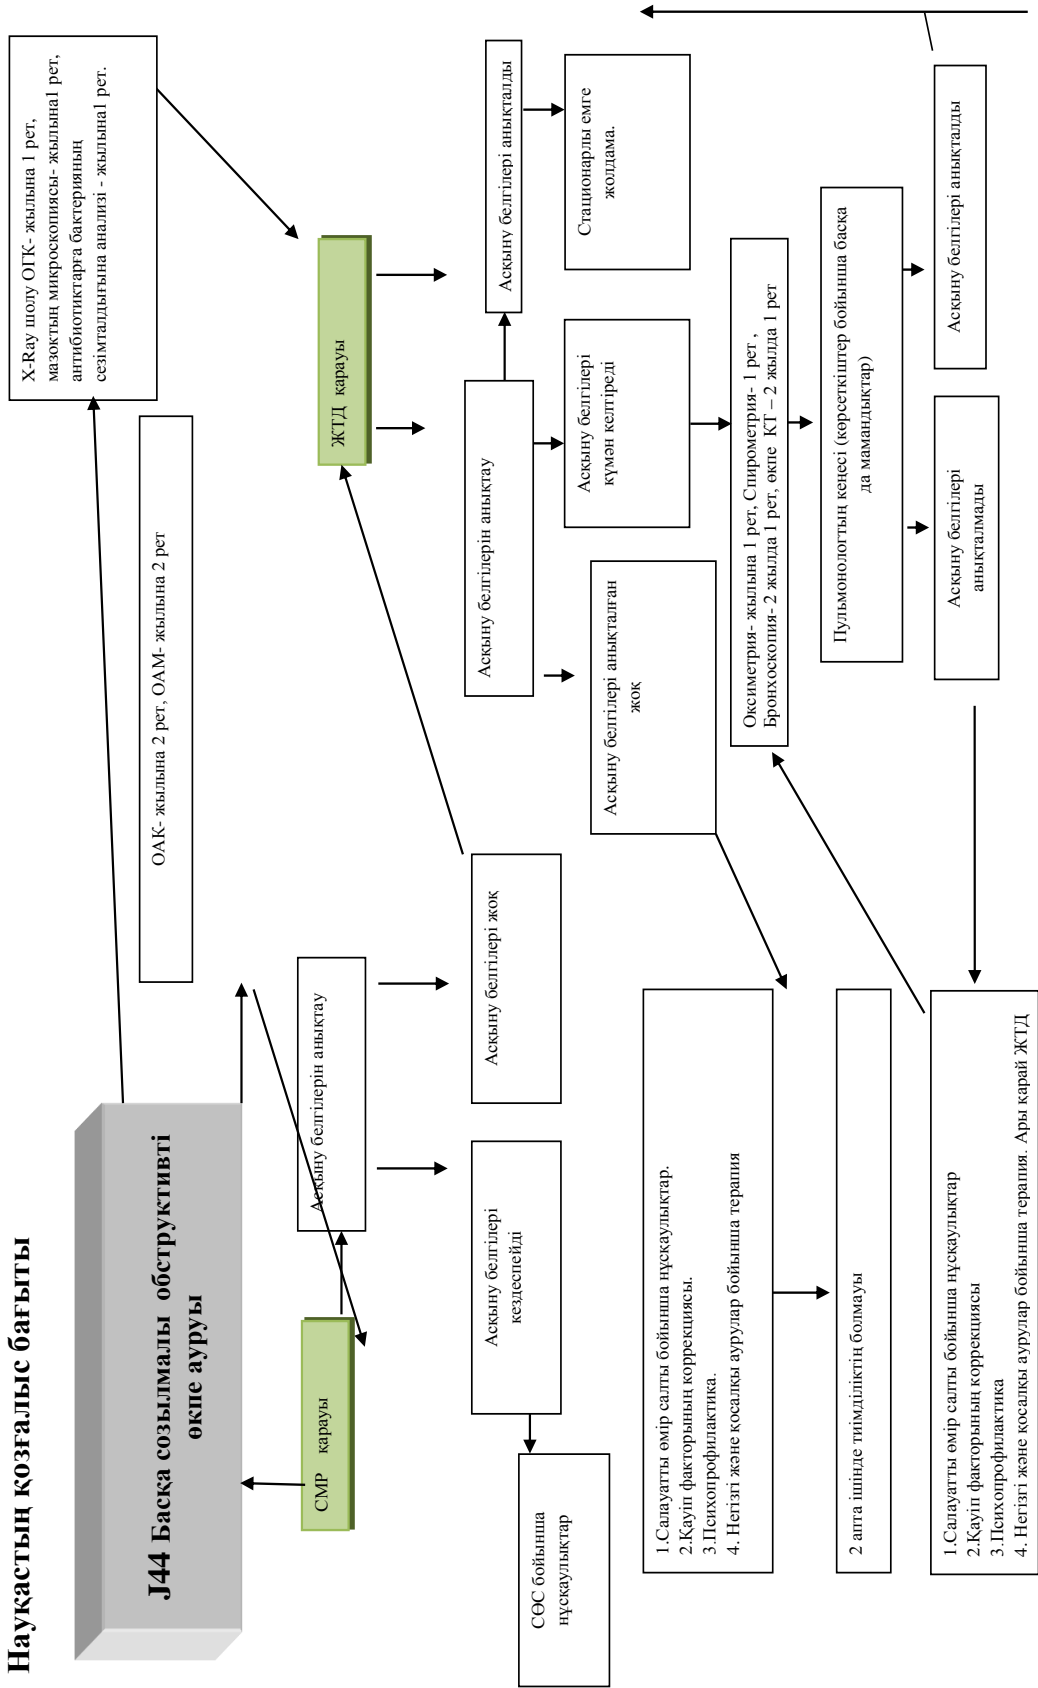 Науқастың қозғалыс бағыты
J44 Басқа созылмалы обструктивті
өкпе ауруы
X-Ray шолу ОГК- жылына 1 рет,
мазоктың микроскопиясы- жылына1 рет,
антибиотиктарға бактерияның
сезімталдығына анализі - жылына1 рет.
ОАК- жылына 2 рет, ОАМ- жылына 2 рет
СМР қарауы
Асқыну белгілерін анықтау
ЖТД қарауы
Асқыну белгілері
кездеспейді
Асқыну белгілері жоқ
Асқыну белгілерін анықтау
Асқыну белгілері анықталды
СӨС бойынша
нұсқаулықтар
Асқыну белгілері анықталған
жоқ
Асқыну белгілері
күмән келтіреді
Стационарлы емге
жолдама.
1.Салауатты өмір салты бойынша нұсқаулықтар.
2.Қауіп факторының коррекциясы.
3.Психопрофилактика.
4. Негізгі және қосалқы аурулар бойынша терапия
Оксиметрия- жылына 1 рет, Спирометрия- 1 рет ,
Бронхоскопия- 2 жылда 1 рет, өкпе КТ – 2 жылда 1 рет
2 апта ішінде тиімділіктің болмауы
Пульмонологтың кеңесі (көрсеткіштер бойынша басқа
да мамандықтар)
1.Салауатты өмір салты бойынша нұсқаулықтар
2.Қауіп факторының коррекциясы
3.Психопрофилактика
4. Негізгі және қосалқы аурулар бойынша терапия. Ары қарай ЖТД
Асқыну белгілері
анықталмады
Асқыну белгілері анықталды